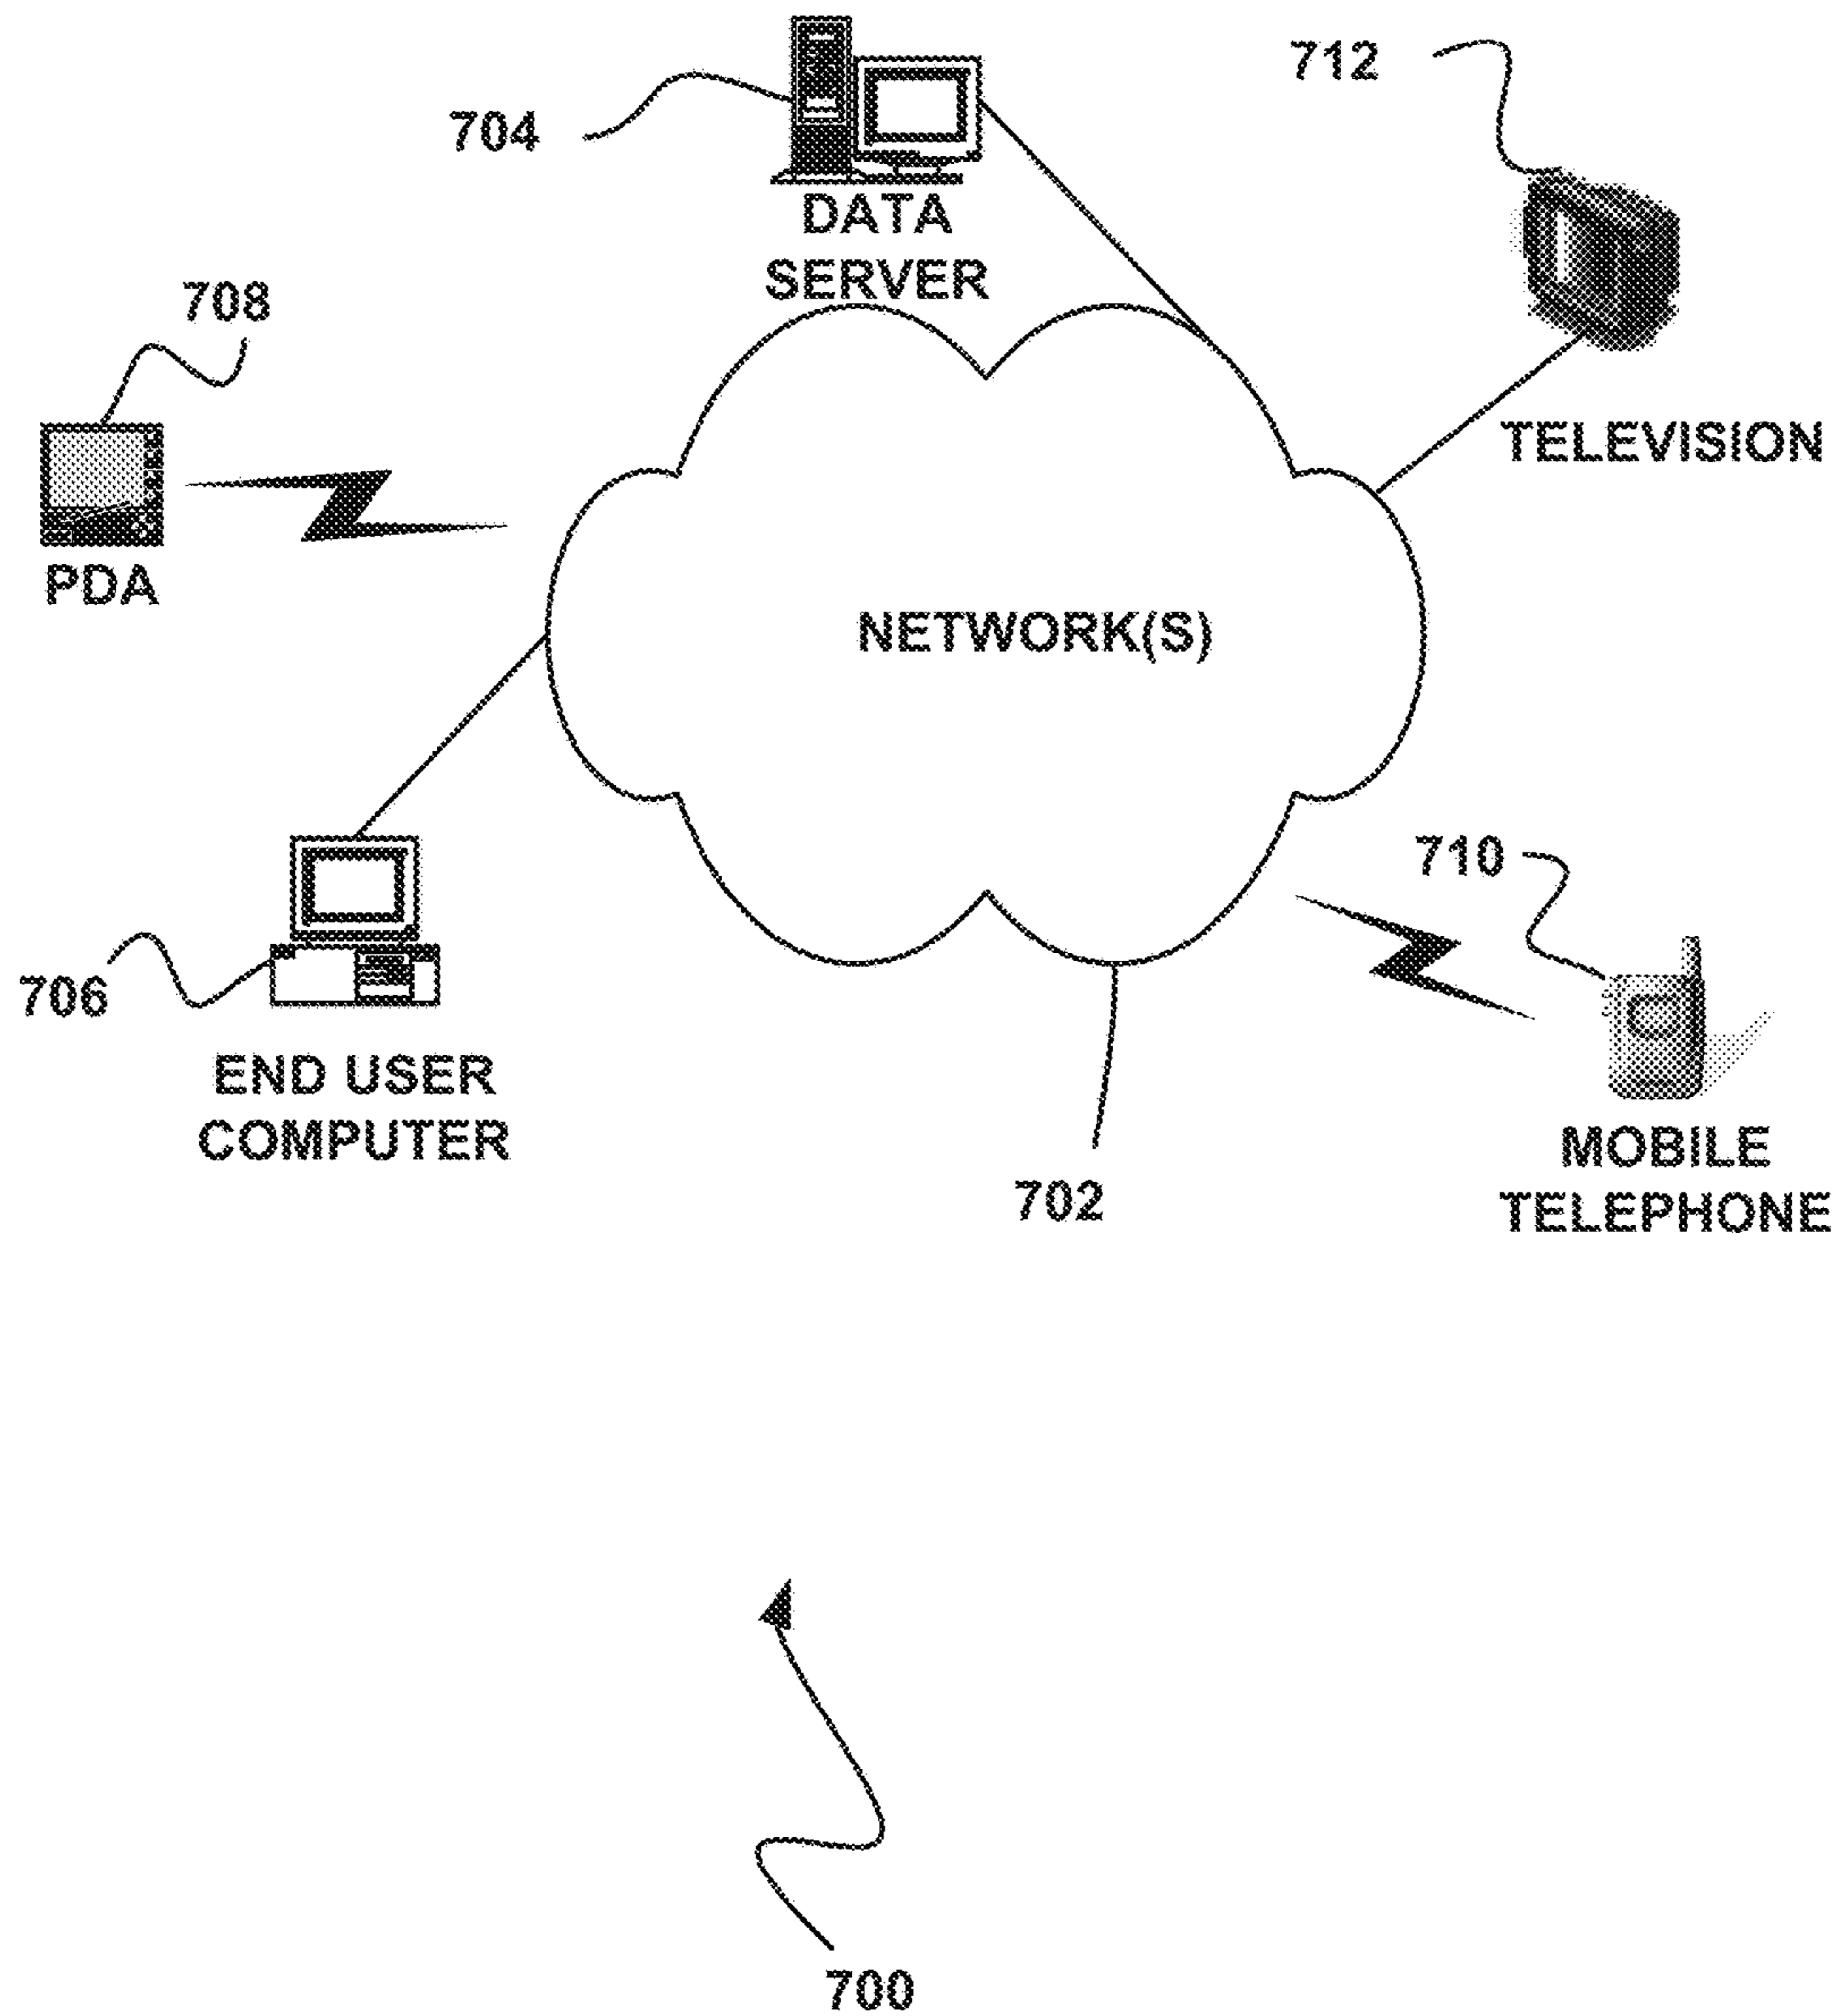 712
704
DATA
SERVER
708
TELEVISION
PDA
NETWORK(S)
710
706
END USER
COMPUTER
MOBILE
TELEPHONE
702
700